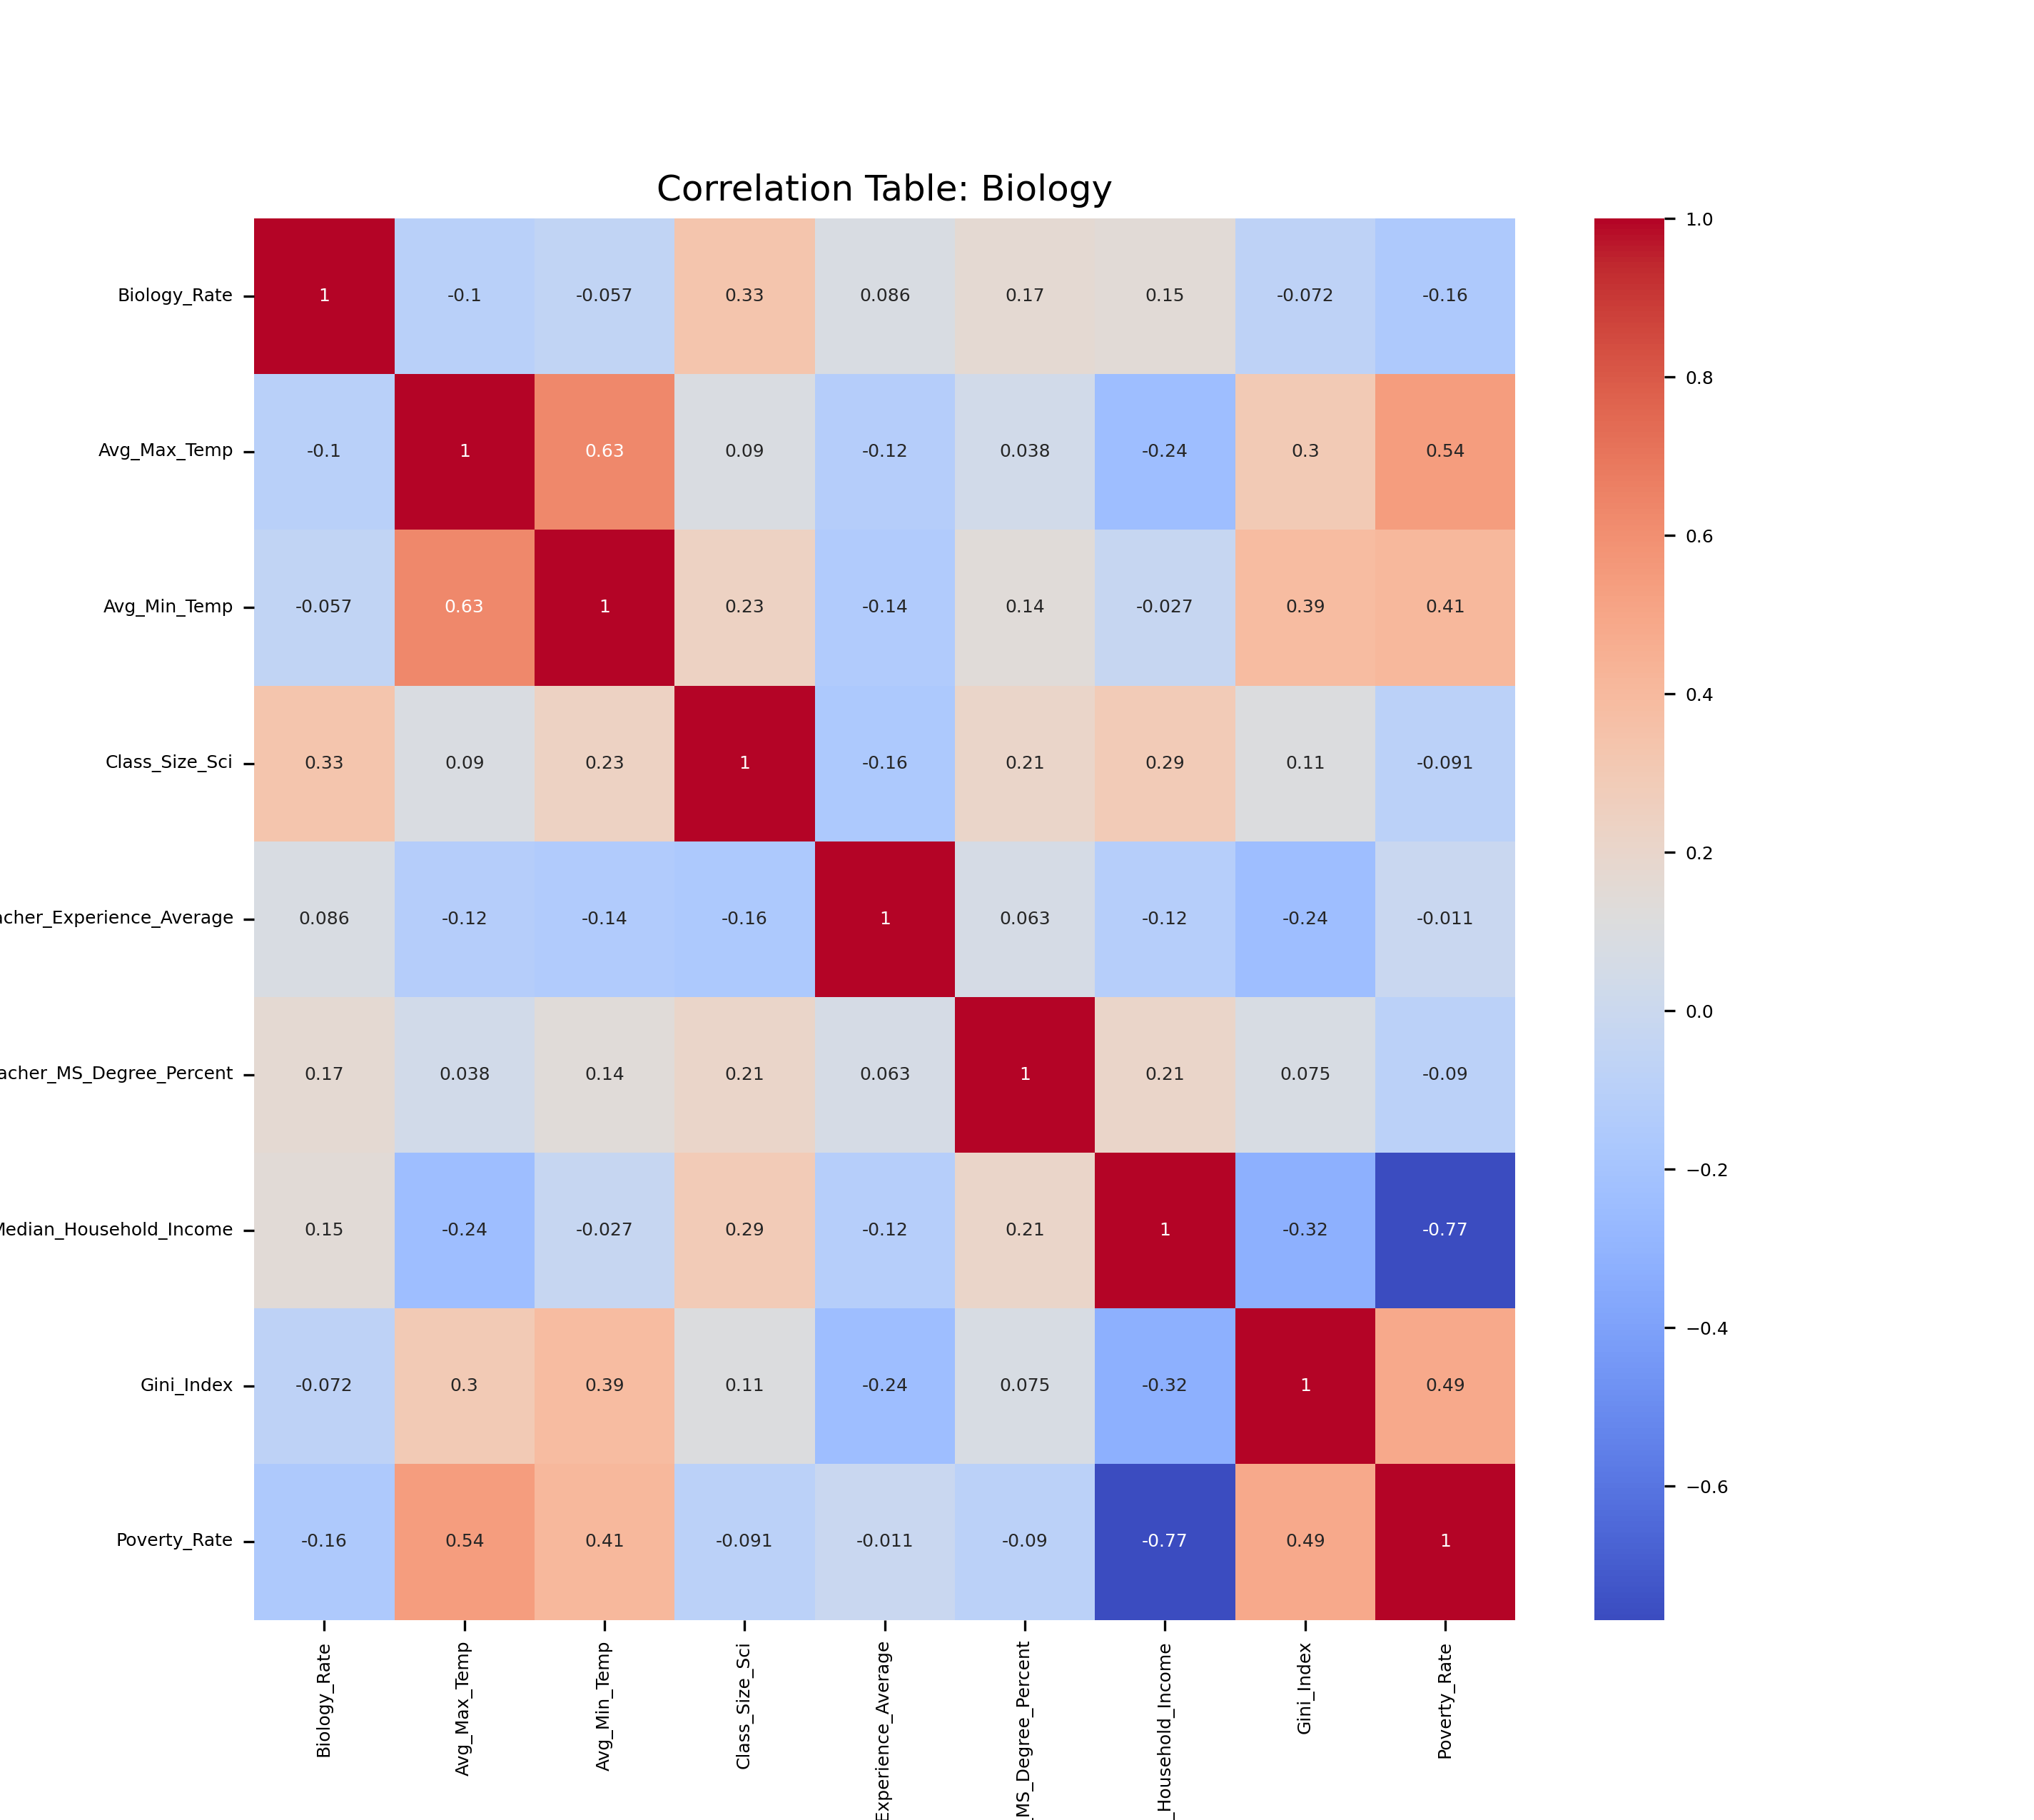 Correlation Table: Biology
Biology_Rate 1 -0.1 -0.057 0.33 0.086 0.17 0.15 -0.072 -0.16
Avg_Max_Temp -0.1 1 0.63 0.09 -0.12 0.038 -0.24 0.3 0.54
Avg_Min_Temp -0.057 0.63 1 0.23 -0.14 0.14 -0.027 0.39 0.41
Class_Size_Sci 0.33 0.09 0.23 1 -0.16 0.21 0.29 0.11 -0.091
acher_Experience_Average 0.086 -0.12 -0.14 -0.16 1 0.063 -0.12 -0.24 -0.011
acher_MS_Degree_Percent 0.17 0.038 0.14 0.21 0.063 1 0.21 0.075 -0.09
Median_Household_Income 0.15 -0.24 -0.027 0.29 -0.12 0.21 1 -0.32 -0.77
Gini_Index -0.072 0.3 0.39 0.11 -0.24 0.075 -0.32 1 0.49
Poverty_Rate -0.16 0.54 0.41 -0.091 -0.011 -0.09 -0.77 0.49 1
Biology_Rate
Avg_Max_Temp
Avg_Min_Temp
Class_Size_Sci
Experience_Average
_MS_Degree_Percent
_Household_Income
Gini_Index
Poverty_Rate
1.0
0.8
0.6
0.4
0.2
0.0
−0.2
−0.4
−0.6